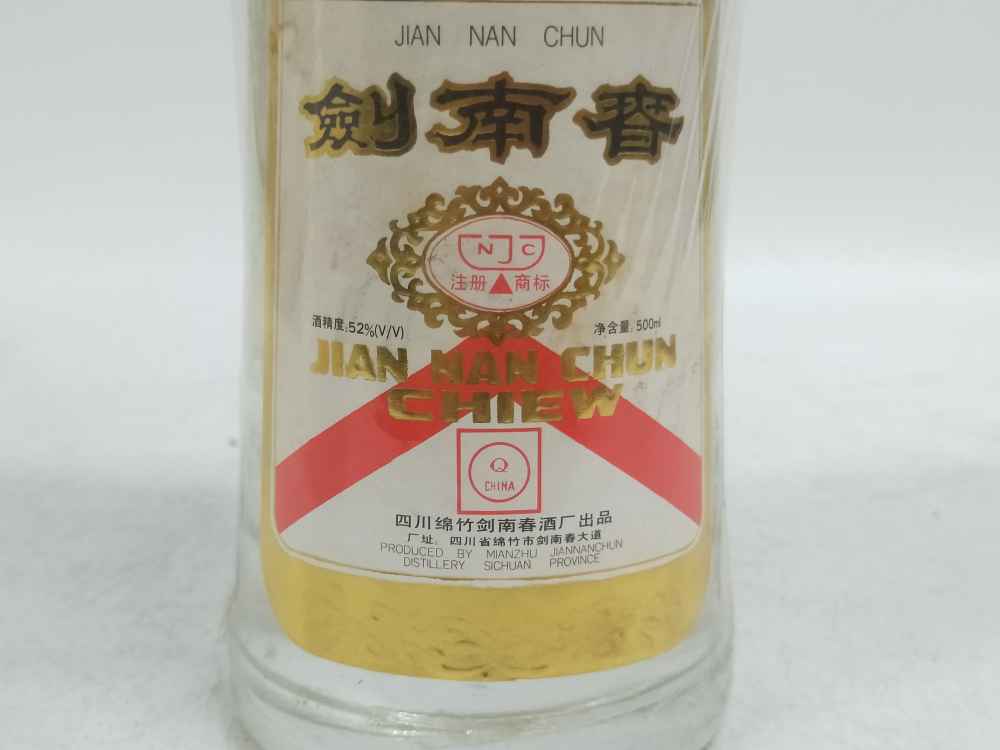 JIAN NAN CHUN
劍南春
NJC
注册 商标
酒精度:52%(V/V)
净含量:500ml
JIAN NAN CHUN
CHIEW
Q
CHINA
四川绵竹剑南春酒厂出品
厂址:四川省绵竹市剑南春大道
PRODUCED BY MIANZHU JIANNANCHUN
DISTILLERY SICHUAN PROVINCE